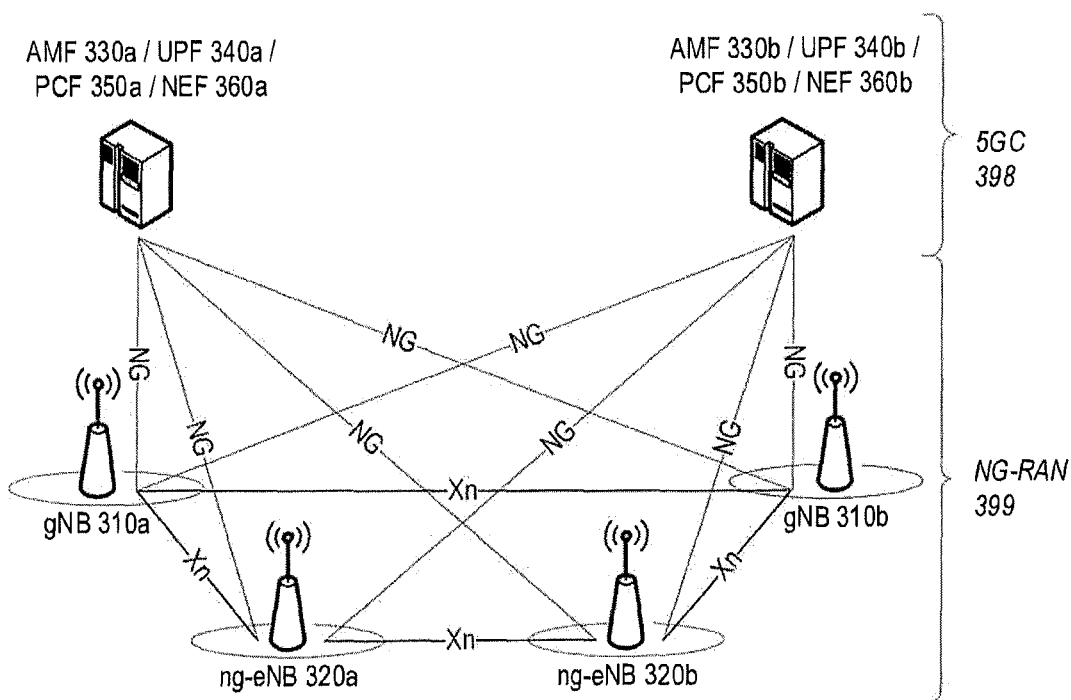 AMF 330a / UPF 340a /
PCF 350a / NEF 360a
AMF 330b / UPF 340b /
PCF 350b / NEF 360b
5GC
398
NG
NG
NG
NG
NG
NG
NG
NG
NG-RAN
399
Xn
gNB 310a
gNB 310b
Xn
Xn
Xn
ng-eNB 320a
ng-eNB 320b